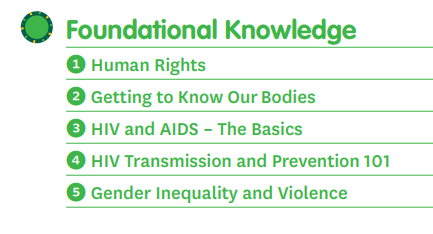 Foundational Knowledge
1 Human Rights
2 Getting to Know Our Bodies
3 HIV and AIDS – The Basics
4 HIV Transmission and Prevention 101
5 Gender Inequality and Violence